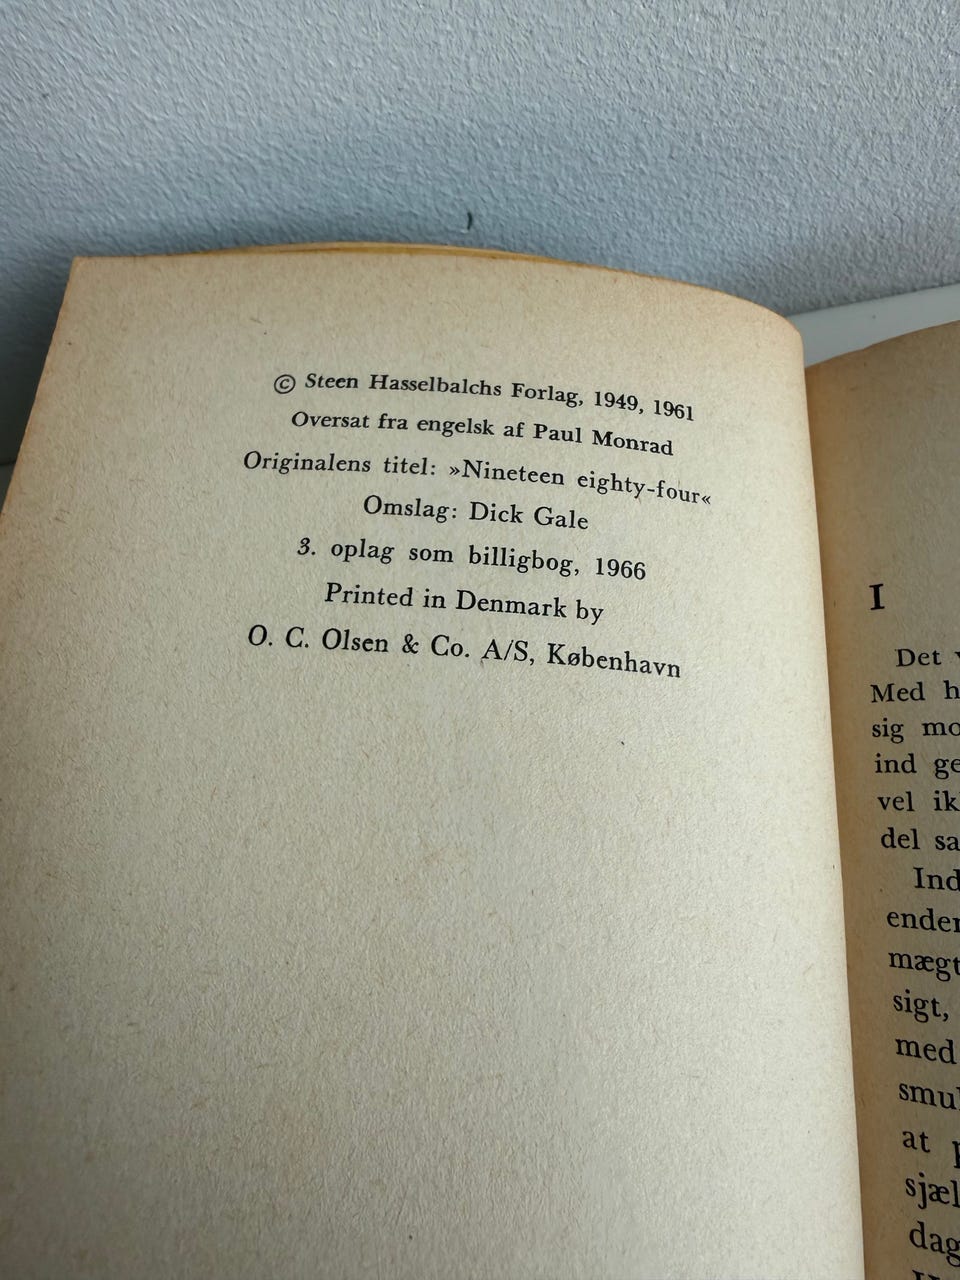 © Steen Hasselbalchs Forlag, 1949, 1961
Oversat fra engelsk af Paul Monrad
Originalens titel: »Nineteen eighty-four«
Omslag: Dick Gale
3. oplag som billigbog, 1966
Printed in Denmark by
O. C. Olsen & Co. A/S, København
I
Det
Med
sig
ind
vel
del
Ind
mægt
sigt,
med
at
dag